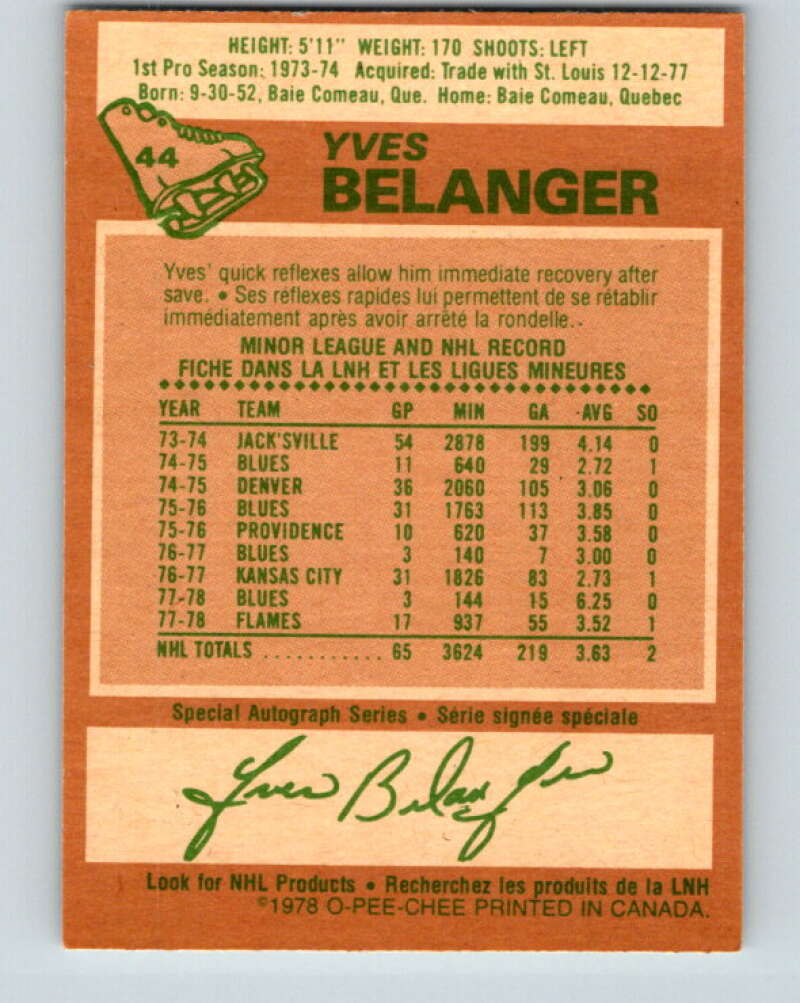 HEIGHT: 5'11" WEIGHT: 170 SHOOTS: LEFT
1st Pro Season: 1973-74 Acquired: Trade with St. Louis 12-12-77
Born: 9-30-52, Baie Comeau, Que. Home: Baie Comeau, Quebec
44
YVES
BELANGER
Yves' quick reflexes allow him immediate recovery after
save. • Ses réflexes rapides lui permettent de se rétablir
immédiatement après avoir arrêté la rondelle.
MINOR LEAGUE AND NHL RECORD
FICHE DANS LA LNH ET LES LIGUES MINEURES
YEAR TEAM GP MIN GA AVG SO
73-74 JACK'SVILLE 54 2878 199 4.14 0
74-75 BLUES 11 640 29 2.72 1
74-75 DENVER 36 2060 105 3.06 0
75-76 BLUES 31 1763 113 3.85 0
75-76 PROVIDENCE 10 620 37 3.58 0
76-77 BLUES 3 140 7 3.00 0
76-77 KANSAS CITY 31 1826 83 2.73 1
77-78 BLUES 3 144 15 6.25 0
77-78 FLAMES 17 937 55 3.52 1
NHL TOTALS ........... 65 3624 219 3.63 2
Special Autograph Series • Série signée spéciale
Yves Belanger
Look for NHL Products • Recherchez les produits de la LNH
©1978 O-PEE-CHEE PRINTED IN CANADA.